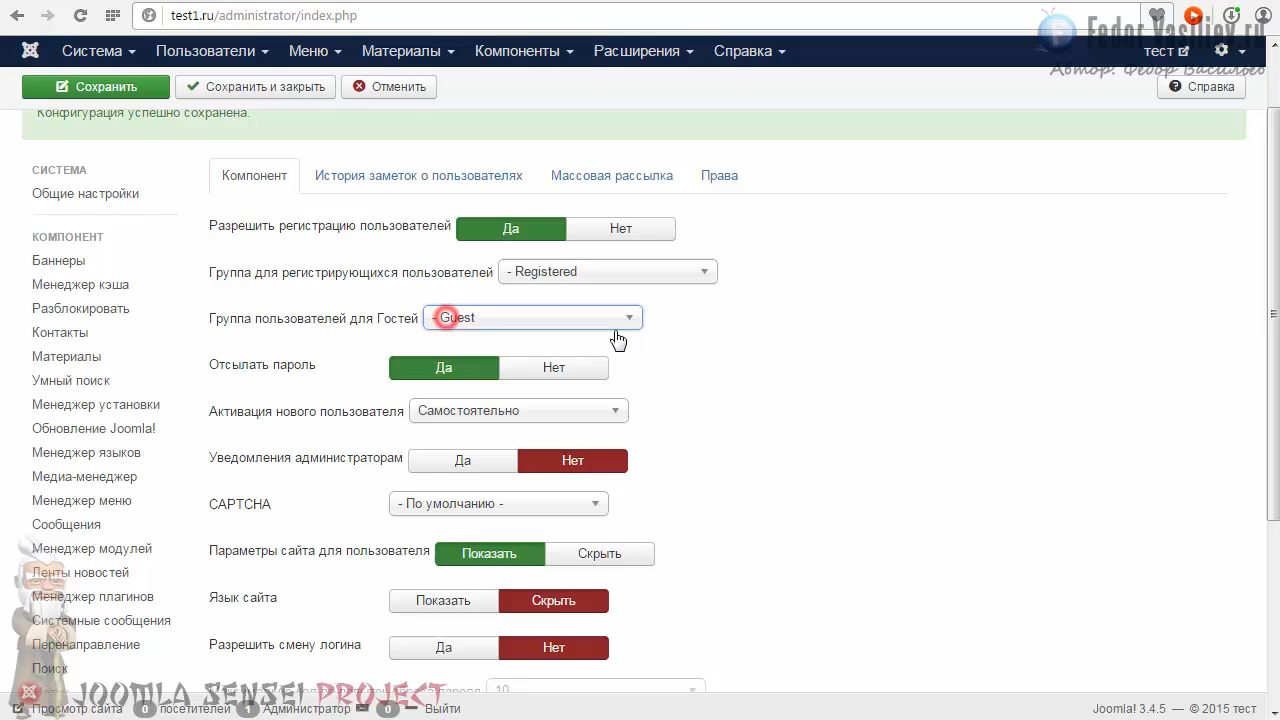 test1.ru/administrator/index.php
Fedor Vasiliev.ru
Автор: Федор Васильев
Система Пользователи Меню Материалы Компоненты Расширения Справка тест
Сохранить Сохранить и закрыть Отменить Справка
Конфигурация успешно сохранена.
СИСТЕМА
Общие настройки
КОМПОНЕНТ
Баннеры
Менеджер кэша
Разблокировать
Контакты
Материалы
Умный поиск
Менеджер установки
Обновление Joomla!
Менеджер языков
Медиа-менеджер
Менеджер меню
Сообщения
Менеджер модулей
Ленты новостей
Менеджер плагинов
Системные сообщения
Перенаправление
Поиск
Компонент История заметок о пользователях Массовая рассылка Права
Разрешить регистрацию пользователей Да Нет
Группа для регистрирующихся пользователей - Registered
Группа пользователей для Гостей - Guest
Отсылать пароль Да Нет
Активация нового пользователя Самостоятельно
Уведомления администраторам Да Нет
CAPTCHA - По умолчанию -
Параметры сайта для пользователя Показать Скрыть
Язык сайта Показать Скрыть
Разрешить смену логина Да Нет
10
JOOMLA SENSEI PROJECT
Просмотр сайта 0 посетителей 1 Администратор 0 Выйти Joomla! 3.4.5 — © 2015 тест